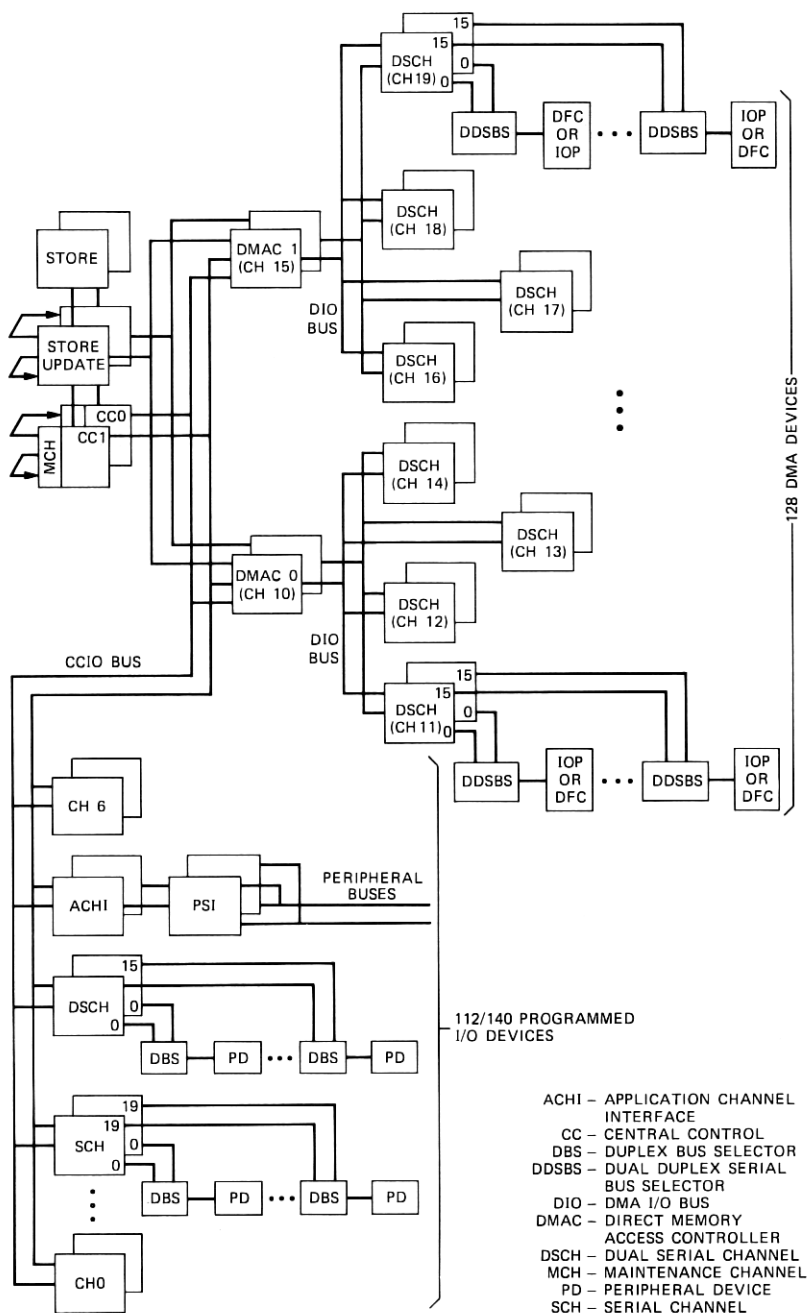 15
15
DSCH
(CH19)
0
0
DDSBS
DFC
OR
IOP
DDSBS
IOP
OR
DFC
DSCH
(CH 18)
STORE
DMAC 1
(CH 15)
DSCH
(CH 17)
DIO
BUS
STORE
UPDATE
DSCH
(CH 16)
CC0
CC1
MCH
128 DMA DEVICES
DSCH
(CH 14)
DSCH
(CH 13)
DMAC 0
(CH 10)
DSCH
(CH 12)
DIO
BUS
CCIO BUS
15
15
DSCH
(CH11)
0
0
DDSBS
IOP
OR
DFC
DDSBS
IOP
OR
DFC
CH 6
PERIPHERAL
BUSES
ACHI
PSI
15
DSCH
0
0
DBS
PD
DBS
PD
112/140 PROGRAMMED
I/O DEVICES
19
19
SCH
0
0
DBS
PD
DBS
PD
CH0
ACHI – APPLICATION CHANNEL
INTERFACE
CC – CENTRAL CONTROL
DBS – DUPLEX BUS SELECTOR
DDSBS – DUAL DUPLEX SERIAL
BUS SELECTOR
DIO – DMA I/O BUS
DMAC – DIRECT MEMORY
ACCESS CONTROLLER
DSCH – DUAL SERIAL CHANNEL
MCH – MAINTENANCE CHANNEL
PD – PERIPHERAL DEVICE
SCH – SERIAL CHANNEL